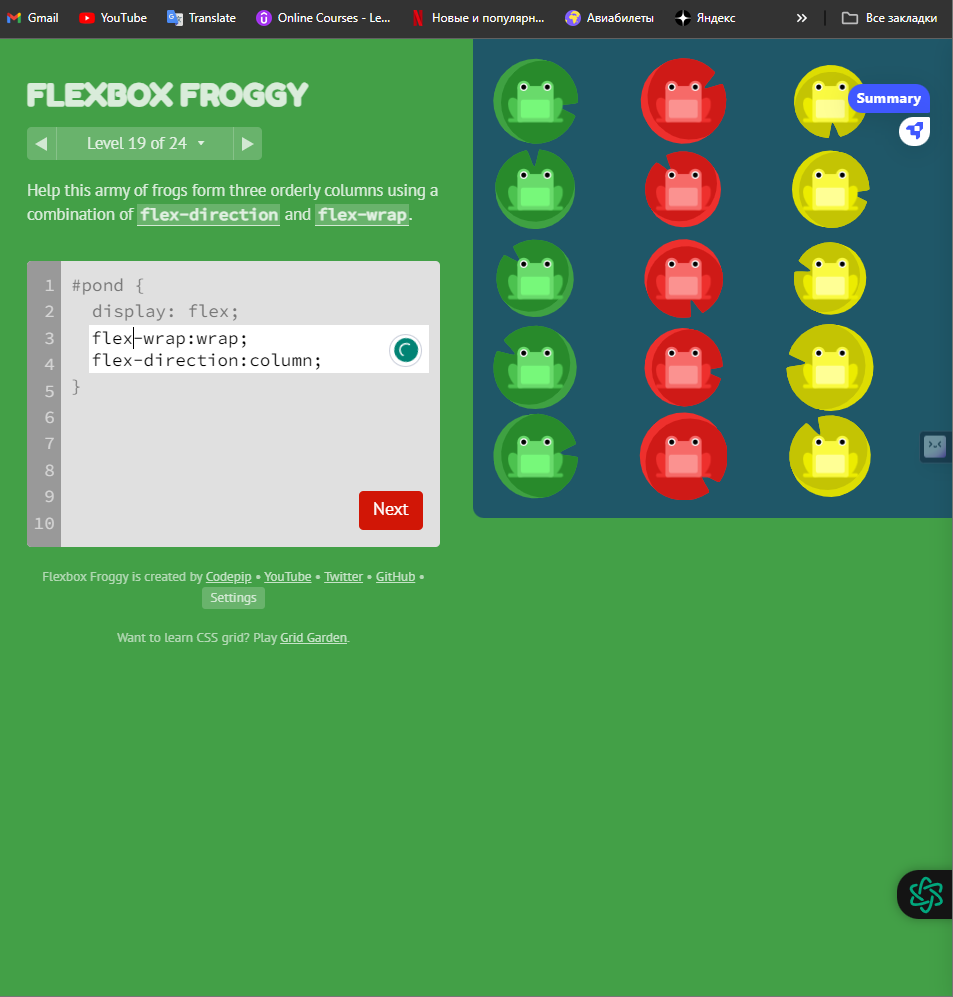 Gmail YouTube Translate Online Courses - Le... Новые и популярн... Авиабилеты Яндекс » Все закладки
FLEXBOX FROGGY
Level 19 of 24
Help this army of frogs form three orderly columns using a
combination of flex-direction and flex-wrap.
1 #pond {
2 display: flex;
3 flex-wrap:wrap;
4 flex-direction:column;
5 }
6
7
8
9
10
Next
Flexbox Froggy is created by Codepip • YouTube • Twitter • GitHub •
Settings
Want to learn CSS grid? Play Grid Garden.
Summary